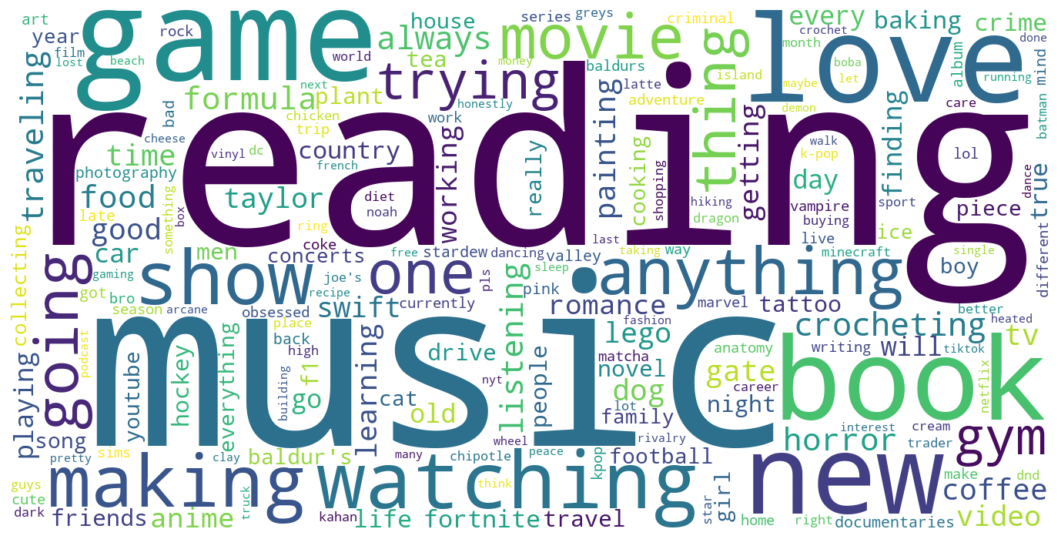 art
game
rock
house
series
greys
criminal
crochet
every
baking
crime
year
film
lost
beach
always
tea
world
movie
baldurs
latte
love
month
boba
let
maybe
album
mind
done
running
traveling
bad
formula
next
plant
chicken
trip
trying
money
honestly
work
painting
adventure
thing
island
demon
finding
care
batman
reading
cheese
time
photography
vinyl
dc
french
country
working
really
cooking
shopping
getting
walk
k-pop
hiking
day
lol
dance
true
food
taylor
diet
noah
dragon
vampire
buying
sport
piece
late
good
something
box
ring
men
coke
concerts
last
taking
way
live
ice
single
different
collecting
car
gaming
free
stardew
dancing
valley
minecraft
boy
going
got
bro
show
joe's
recipe
one
currently
sleep
pls
pink
anything
season
arcane
obsessed
swift
romance
marvel
tattoo
better
heated
podcast
music
place
back
high
listening
fashion
lego
crocheting
tv
playing
youtube
hockey
everything
building
f1
go
learning
drive
people
matcha
novel
anatomy
writing
will
tiktok
book
netflix
cat
nyt
dog
career
gate
song
old
lot
family
night
interest
cream
pretty
sims
clay
baldur's
many
wheel
chipotle
peace
rivalry
football
horror
trader
gym
making
watching
think
kpop
girl
new
make
dnd
coffee
guys
cute
dark
friends
anime
truck
kahan
life
fortnite
travel
star
home
right
documentaries
video